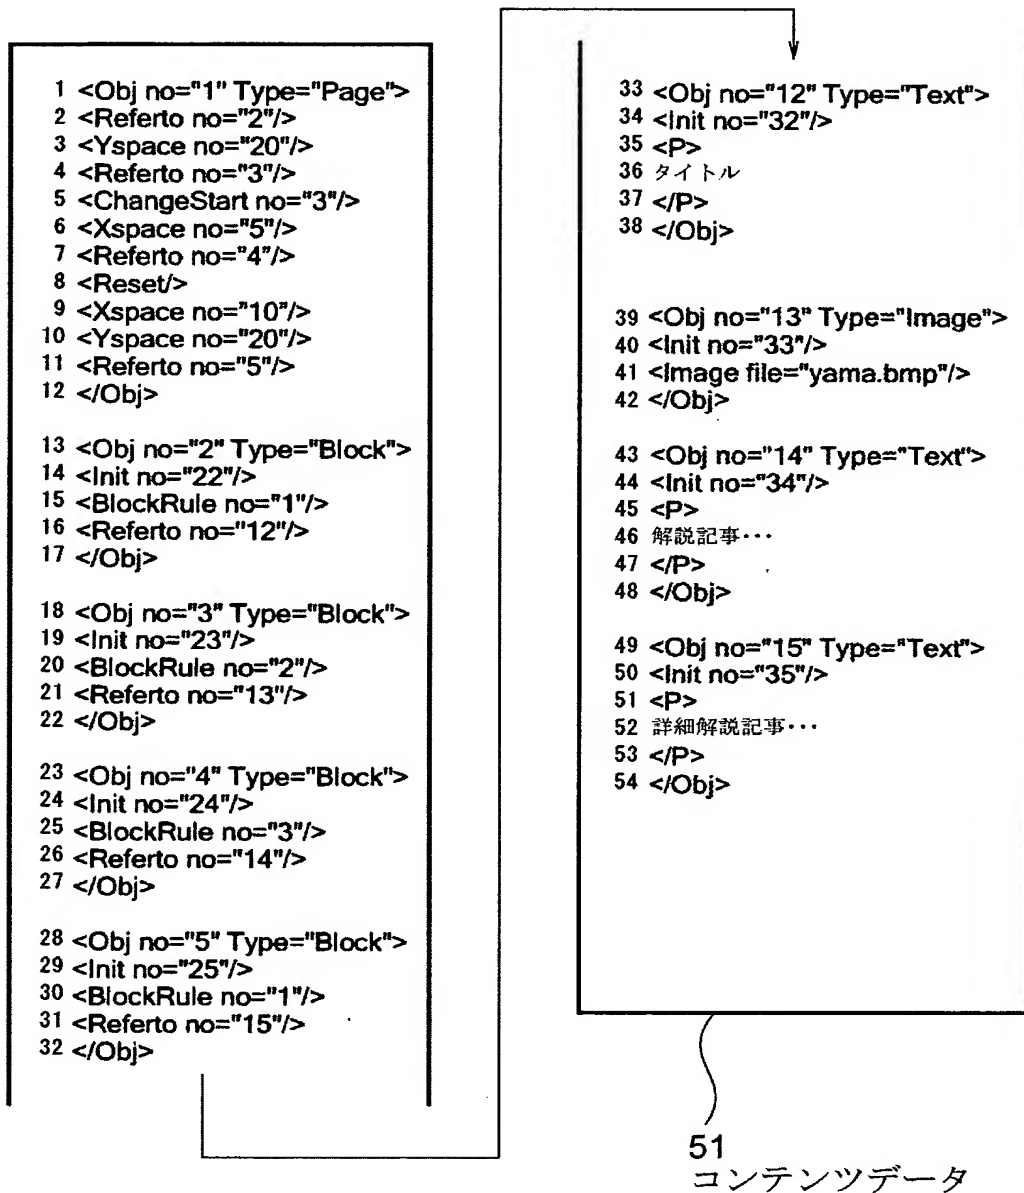 1 <Obj no="1" Type="Page">
2 <Referto no="2"/>
3 <Yspace no="20"/>
4 <Referto no="3"/>
5 <ChangeStart no="3"/>
6 <Xspace no="5"/>
7 <Referto no="4"/>
8 <Reset/>
9 <Xspace no="10"/>
10 <Yspace no="20"/>
11 <Referto no="5"/>
12 </Obj>
13 <Obj no="2" Type="Block">
14 <Init no="22"/>
15 <BlockRule no="1"/>
16 <Referto no="12"/>
17 </Obj>
18 <Obj no="3" Type="Block">
19 <Init no="23"/>
20 <BlockRule no="2"/>
21 <Referto no="13"/>
22 </Obj>
23 <Obj no="4" Type="Block">
24 <Init no="24"/>
25 <BlockRule no="3"/>
26 <Referto no="14"/>
27 </Obj>
28 <Obj no="5" Type="Block">
29 <Init no="25"/>
30 <BlockRule no="1"/>
31 <Referto no="15"/>
32 </Obj>
33 <Obj no="12" Type="Text">
34 <Init no="32"/>
35 <P>
36 タイトル
37 </P>
38 </Obj>
39 <Obj no="13" Type="Image">
40 <Init no="33"/>
41 <Image file="yama.bmp"/>
42 </Obj>
43 <Obj no="14" Type="Text">
44 <Init no="34"/>
45 <P>
46 解説記事･･･
47 </P>
48 </Obj>
49 <Obj no="15" Type="Text">
50 <Init no="35"/>
51 <P>
52 詳細解説記事･･･
53 </P>
54 </Obj>
51
コンテンツデータ